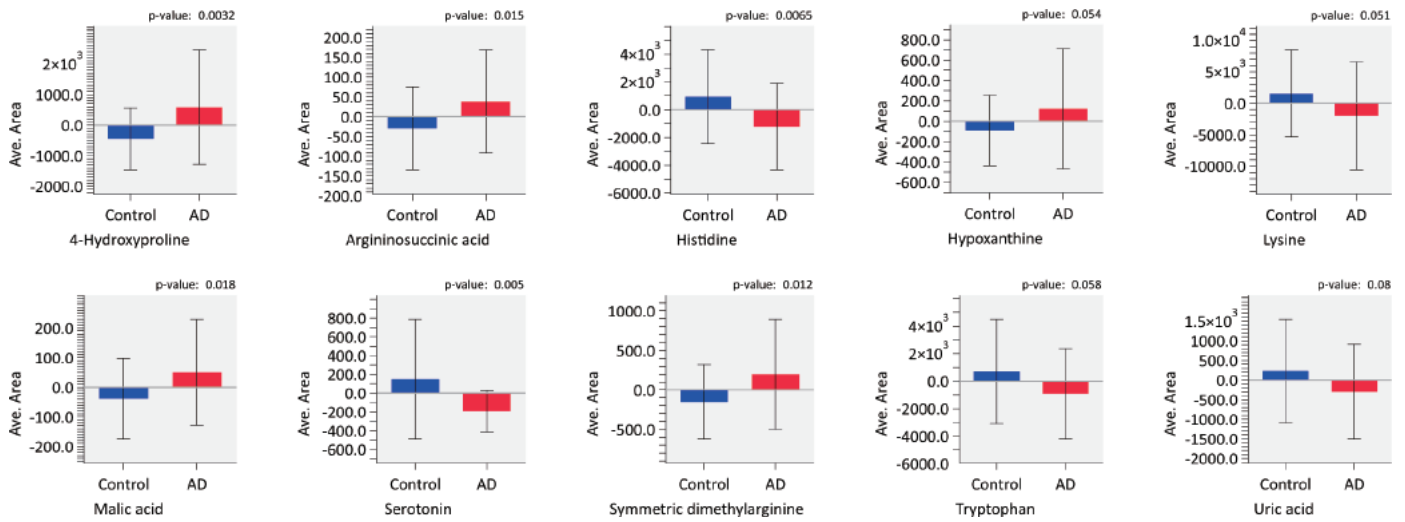 p-value: 0.0032
2×10³
1000.0
0.0
-1000.0
-2000.0
Ave. Area
Control AD
4-Hydroxyproline
p-value: 0.015
200.0
150.0
100.0
50.0
0.0
-50.0
-100.0
-150.0
-200.0
Ave. Area
Control AD
Argininosuccinic acid
p-value: 0.0065
4×10³
2×10³
0.0
-2000.0
-4000.0
-6000.0
Ave. Area
Control AD
Histidine
p-value: 0.054
800.0
600.0
400.0
200.0
0.0
-200.0
-400.0
-600.0
Ave. Area
Control AD
Hypoxanthine
p-value: 0.051
1.0×10⁴
5×10³
0.0
-5000.0
-10000.0
Ave. Area
Control AD
Lysine
p-value: 0.018
200.0
100.0
0.0
-100.0
-200.0
Ave. Area
Control AD
Malic acid
p-value: 0.005
800.0
600.0
400.0
200.0
0.0
-200.0
-400.0
-600.0
Ave. Area
Control AD
Serotonin
p-value: 0.012
1000.0
500.0
0.0
-500.0
Ave. Area
Control AD
Symmetric dimethylarginine
p-value: 0.058
4×10³
2×10³
0.0
-2000.0
-4000.0
-6000.0
Ave. Area
Control AD
Tryptophan
p-value: 0.08
1.5×10³
1000.0
500.0
0.0
-500.0
-1000.0
-1500.0
-2000.0
Ave. Area
Control AD
Uric acid